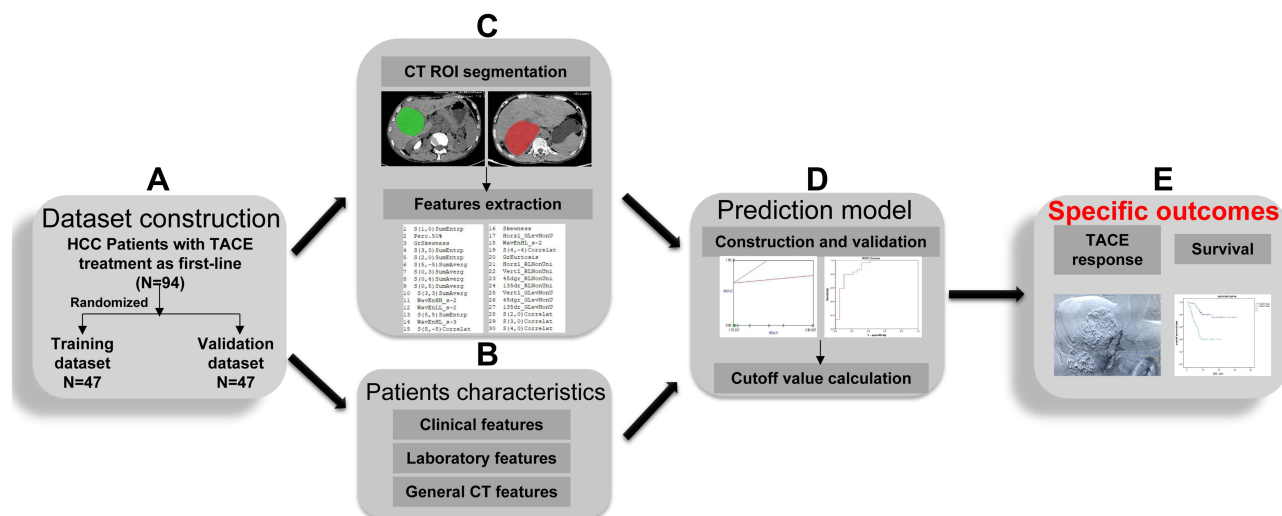 A
Dataset construction
HCC Patients with TACE
treatment as first-line
(N=94)
Randomized
Training
dataset
N=47
Validation
dataset
N=47
C
CT ROI segmentation
Features extraction
1 S(1,0)SumEntrp
2 Perc.50%
3 GrSkewness
4 S(3,3)SumEntrp
5 S(2,0)SumEntrp
6 S(5,-5)SumAverg
7 S(0,3)SumAverg
8 S(0,4)SumAverg
9 S(0,5)SumAverg
10 S(3,3)SumAverg
11 WavEnHH_s-2
12 WavEnLL_s-2
13 S(5,5)SumEntrp
14 WavEnHL_s-3
15 S(5,-5)Correlat
16 Skewness
17 Horzl_GLevNonU
18 WavEnHL_s-2
19 S(4,-4)Correlat
20 GrKurtosis
21 Horzl_RLNonUni
22 Vertl_RLNonUni
23 45dgr_RLNonUni
24 135dr_RLNonUni
25 Vertl_GLevNonU
26 45dgr_GLevNonU
27 135dr_GLevNonU
28 S(2,0)Correlat
29 S(3,0)Correlat
30 S(4,0)Correlat
B
Patients characteristics
Clinical features
Laboratory features
General CT features
D
Prediction model
Construction and validation
ROC Curve
Cutoff value calculation
E
Specific outcomes
TACE
response
Survival